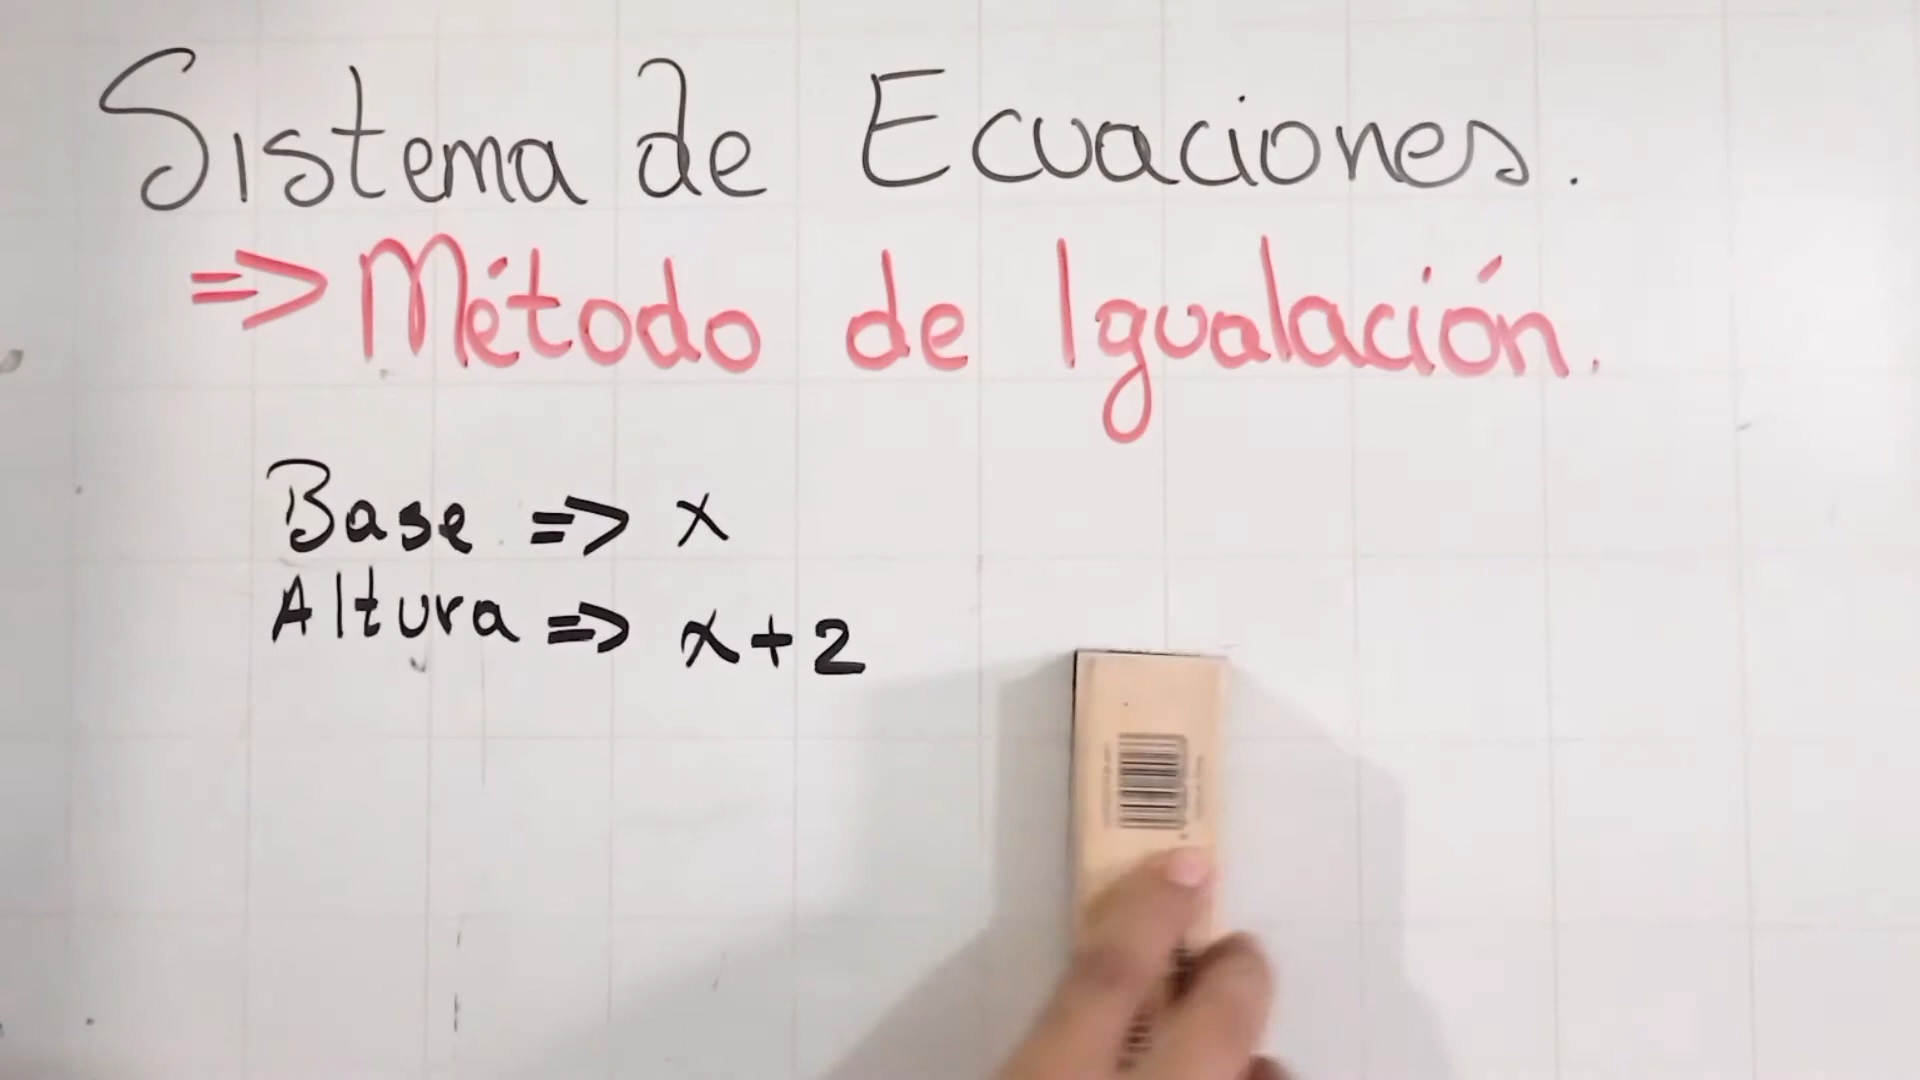 Sistema de Ecuaciones.
=> Método de Igualación.
Base => x
Altura => x+2